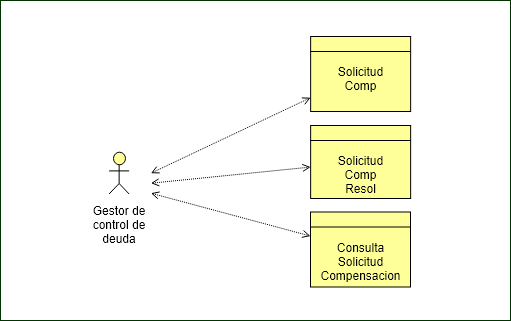 Solicitud
Comp
Solicitud
Comp
Resol
Gestor de
control de
deuda
Consulta
Solicitud
Compensacion